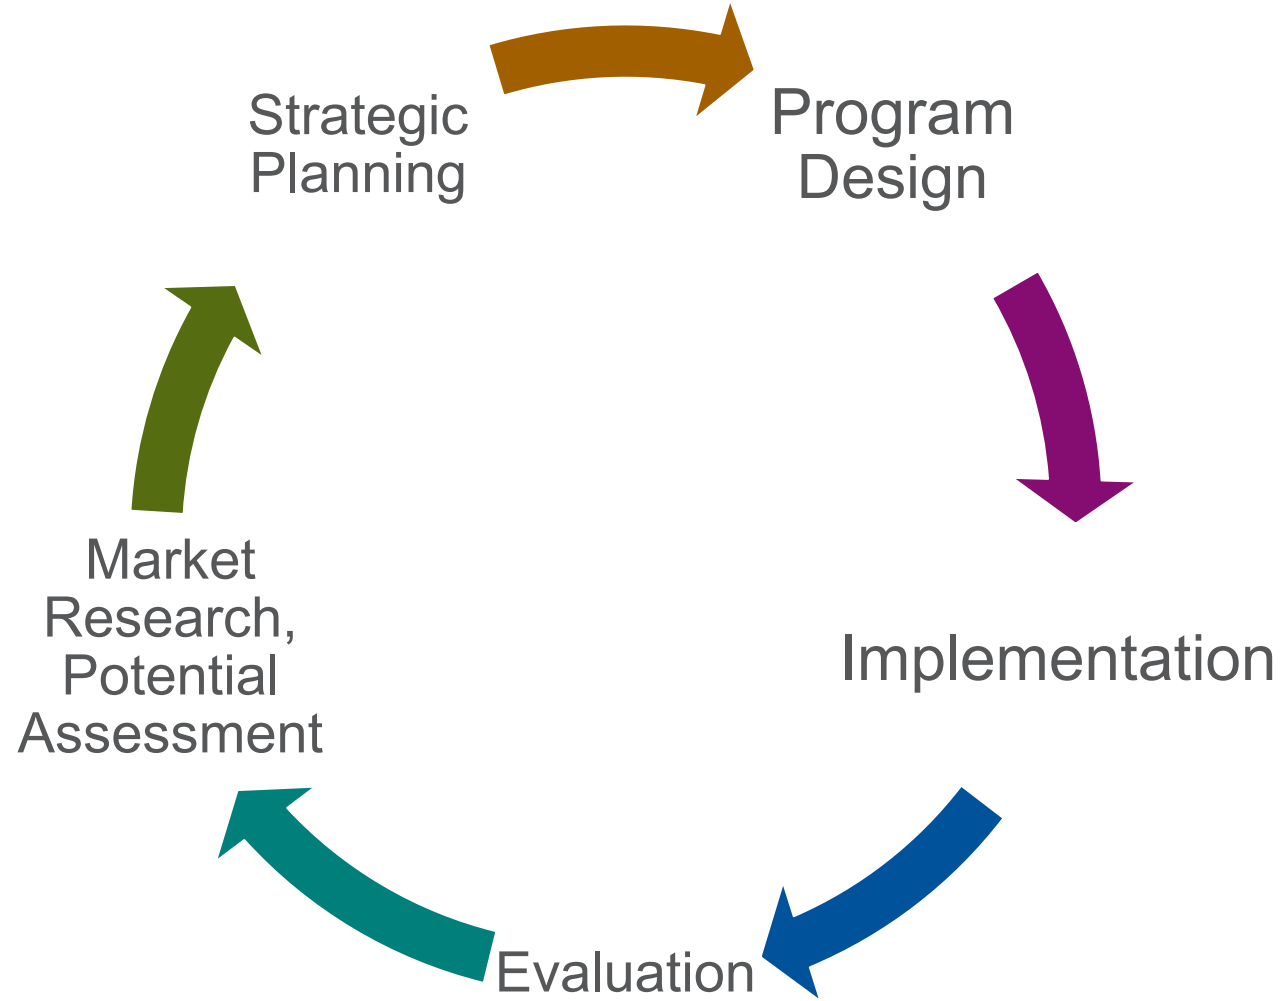 Strategic
Planning
Program
Design
Implementation
Evaluation
Market
Research,
Potential
Assessment